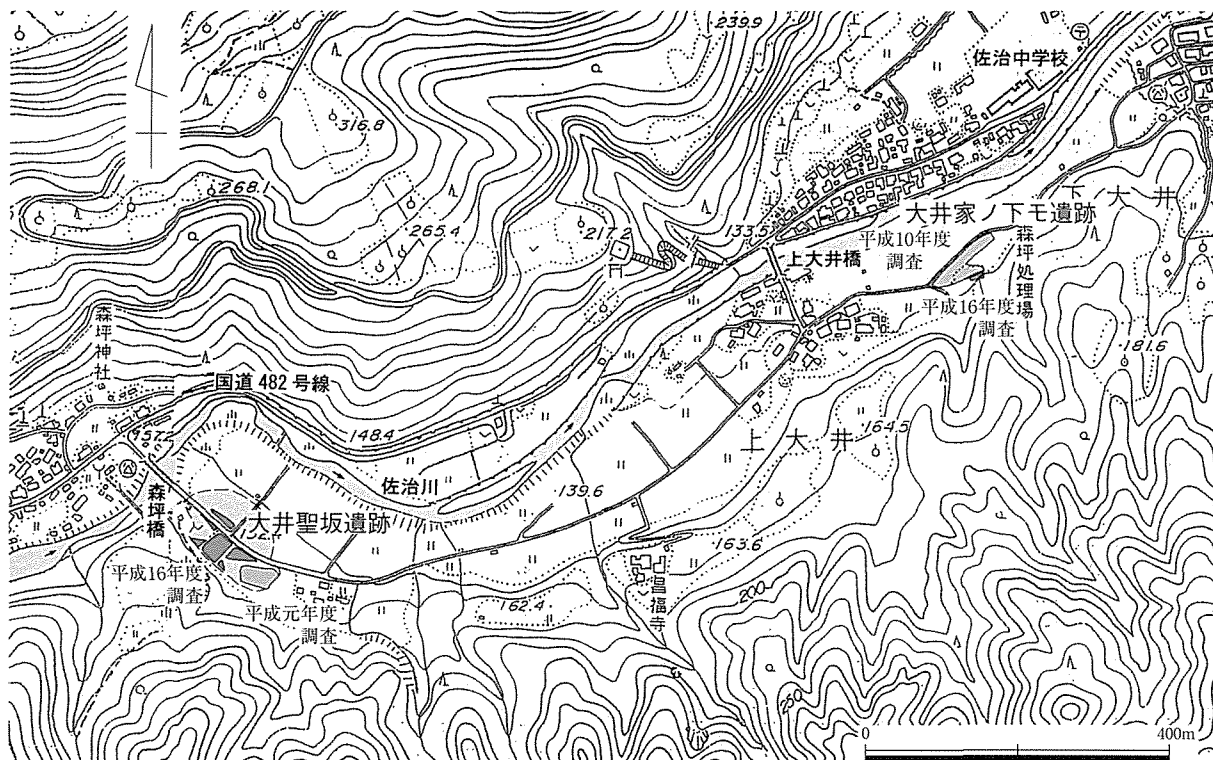 239.9
佐治中学校
316.8
268.1
265.4
217.2
133.5
大井家ノ下モ遺跡
下大井
平成10年度
調査
上大井橋
森坪処理場
平成16年度
調査
181.6
森坪神社
国道 482 号線
148.4
164.5
上大井
佐治川
139.6
森坪橋
大井聖坂遺跡
163.6
平成16年度
調査
平成元年度
調査
162.4
昌福寺
200
250
0
400m